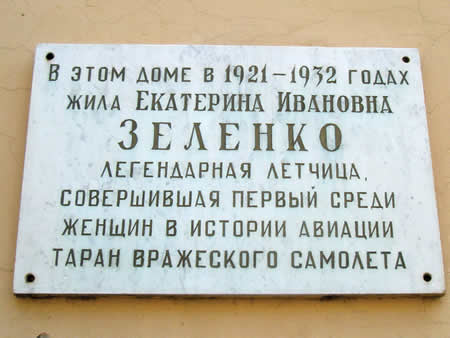 В ЭТОМ ДОМЕ В 1921–1932 ГОДАХ
ЖИЛА ЕКАТЕРИНА ИВАНОВНА
ЗЕЛЕНКО
ЛЕГЕНДАРНАЯ ЛЕТЧИЦА,
СОВЕРШИВШАЯ ПЕРВЫЙ СРЕДИ
ЖЕНЩИН В ИСТОРИИ АВИАЦИИ
ТАРАН ВРАЖЕСКОГО САМОЛЕТА